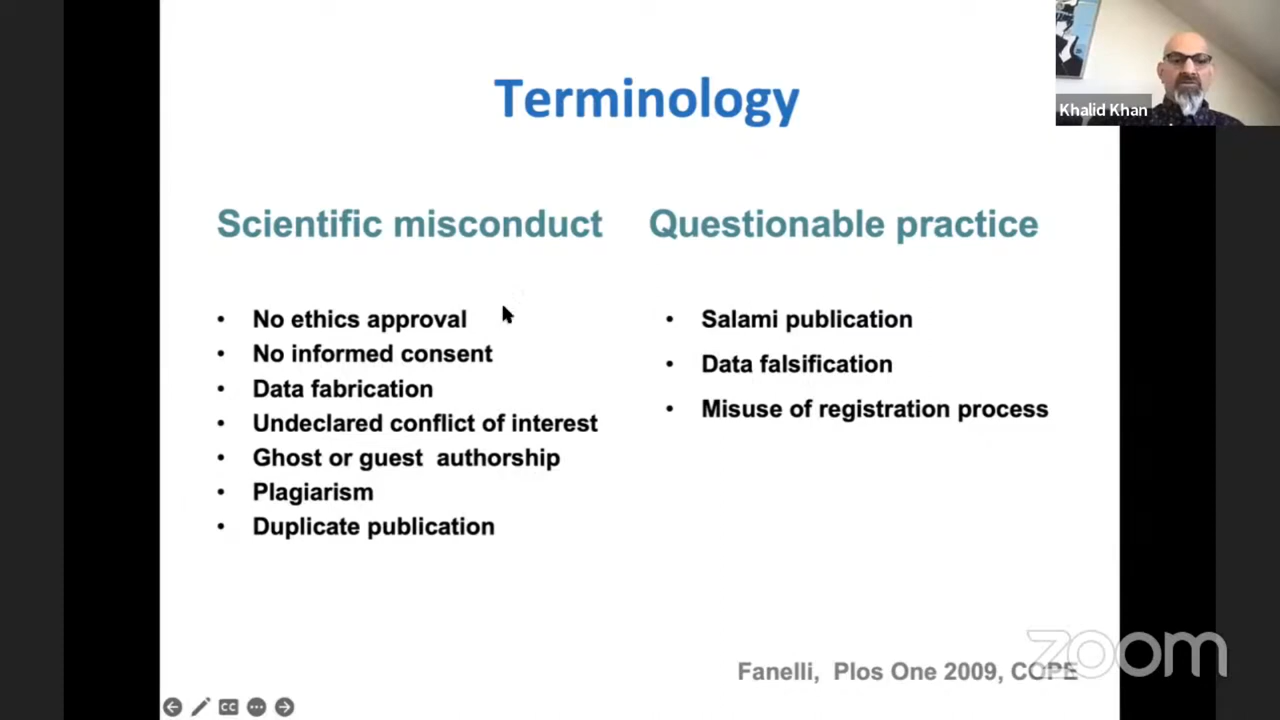 Terminology
Khalid Khan
Scientific misconduct
Questionable practice
• No ethics approval
• No informed consent
• Data fabrication
• Undeclared conflict of interest
• Ghost or guest authorship
• Plagiarism
• Duplicate publication
• Salami publication
• Data falsification
• Misuse of registration process
Fanelli, Plos One 2009, COPE
zoom
CC